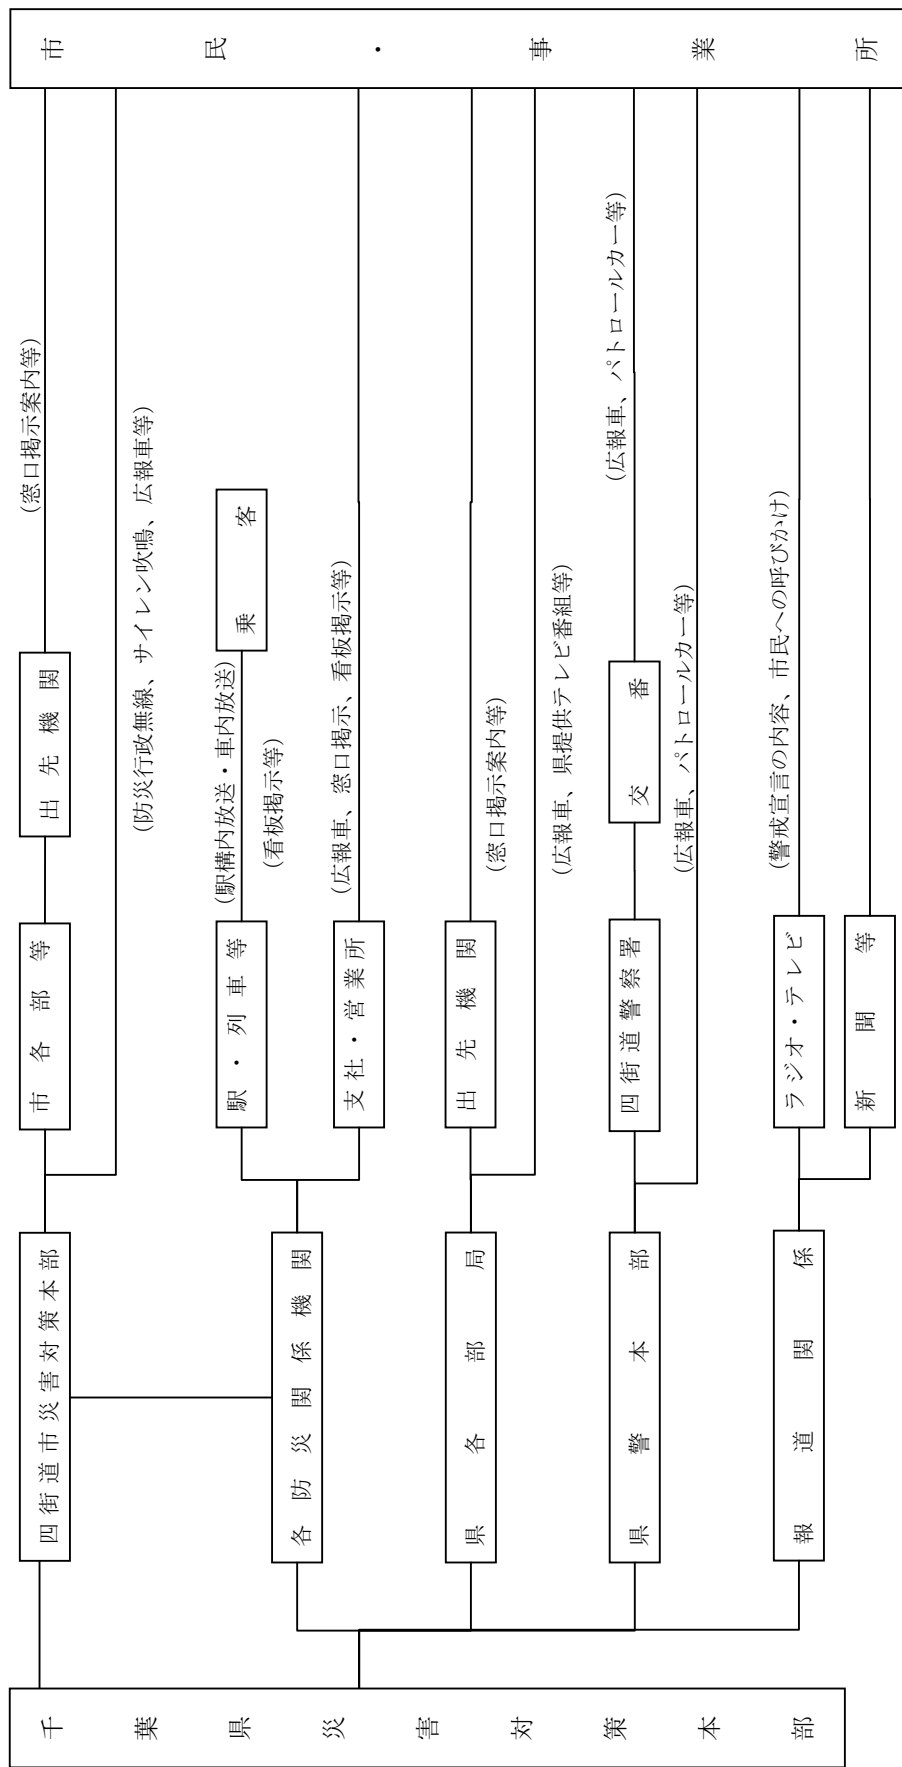 千葉県災害対策本部
四街道市災害対策本部
市各部等
出先機関
(窓口掲示案内等)
(防災行政無線、サイレン吹鳴、広報車等)
各防災関係機関
駅・列車等
(駅構内放送・車内放送)
(看板掲示等)
乗客
支社・営業所
(広報車、窓口掲示、看板掲示等)
県各部局
出先機関
(窓口掲示案内等)
(広報車、県提供テレビ番組等)
県警本部
四街道警察署
交番
(広報車、パトロールカー等)
(広報車、パトロールカー等)
報道関係
ラジオ・テレビ
(警戒宣言の内容、市民への呼びかけ)
新聞等
市民・事業所